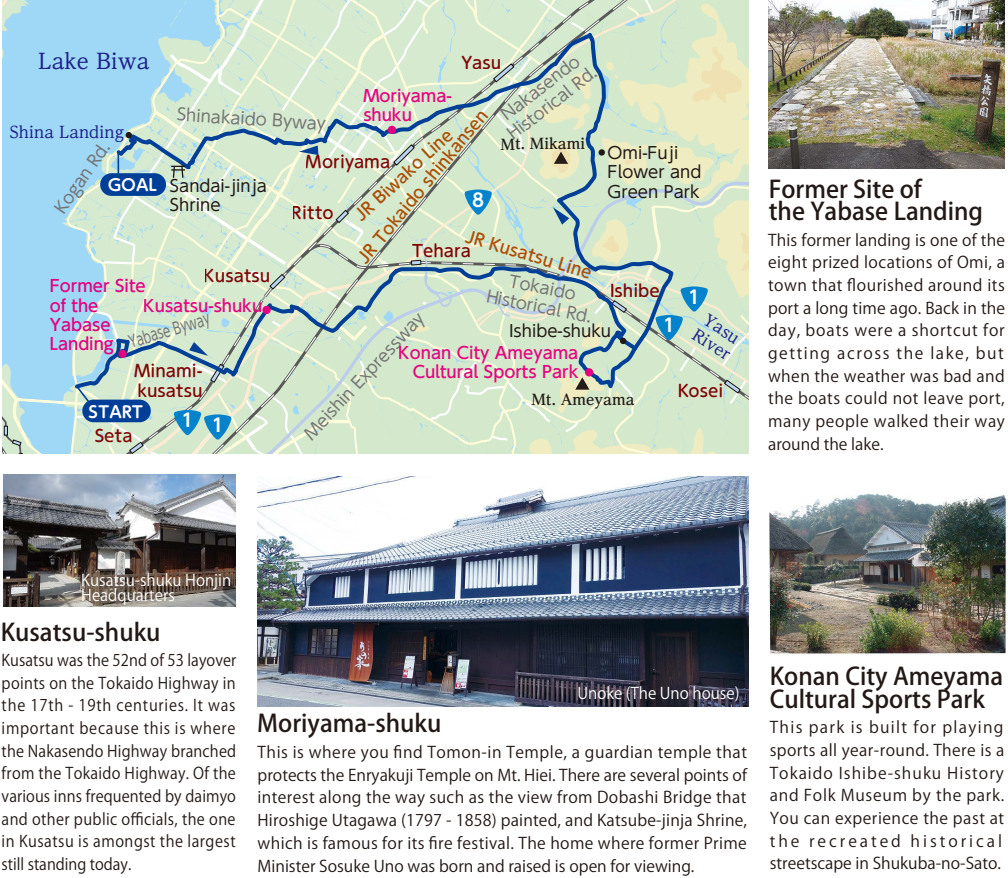 Lake Biwa
Yasu
Nakasendo
Historical Rd.
Moriyama-
shuku
Shinakaido Byway
Shina Landing
Kogan Rd.
GOAL
Sandai-jinja
Shrine
Moriyama
JR Biwako Line
JR Tokaido shinkansen
Mt. Mikami
Omi-Fuji
Flower and
Green Park
Ritto
8
Tehara
JR Kusatsu Line
Kusatsu
Former Site
of the
Yabase
Landing
Kusatsu-shuku
Yabase Byway
Tokaido
Historical Rd.
Ishibe
1
1
Yasu
River
Ishibe-shuku
Konan City Ameyama
Cultural Sports Park
Mt. Ameyama
Kosei
Meishin Expressway
Minami-
kusatsu
START
Seta
1
1
矢橋公園
Former Site of
the Yabase Landing
This former landing is one of the
eight prized locations of Omi, a
town that flourished around its
port a long time ago. Back in the
day, boats were a shortcut for
getting across the lake, but
when the weather was bad and
the boats could not leave port,
many people walked their way
around the lake.
Kusatsu-shuku Honjin
Headquarters
Kusatsu-shuku
Kusatsu was the 52nd of 53 layover
points on the Tokaido Highway in
the 17th - 19th centuries. It was
important because this is where
the Nakasendo Highway branched
from the Tokaido Highway. Of the
various inns frequented by daimyo
and other public officials, the one
in Kusatsu is amongst the largest
still standing today.
Unoke (The Uno house)
Moriyama-shuku
This is where you find Tomon-in Temple, a guardian temple that
protects the Enryakuji Temple on Mt. Hiei. There are several points of
interest along the way such as the view from Dobashi Bridge that
Hiroshige Utagawa (1797 - 1858) painted, and Katsube-jinja Shrine,
which is famous for its fire festival. The home where former Prime
Minister Sosuke Uno was born and raised is open for viewing.
Konan City Ameyama
Cultural Sports Park
This park is built for playing
sports all year-round. There is a
Tokaido Ishibe-shuku History
and Folk Museum by the park.
You can experience the past at
the recreated historical
streetscape in Shukuba-no-Sato.